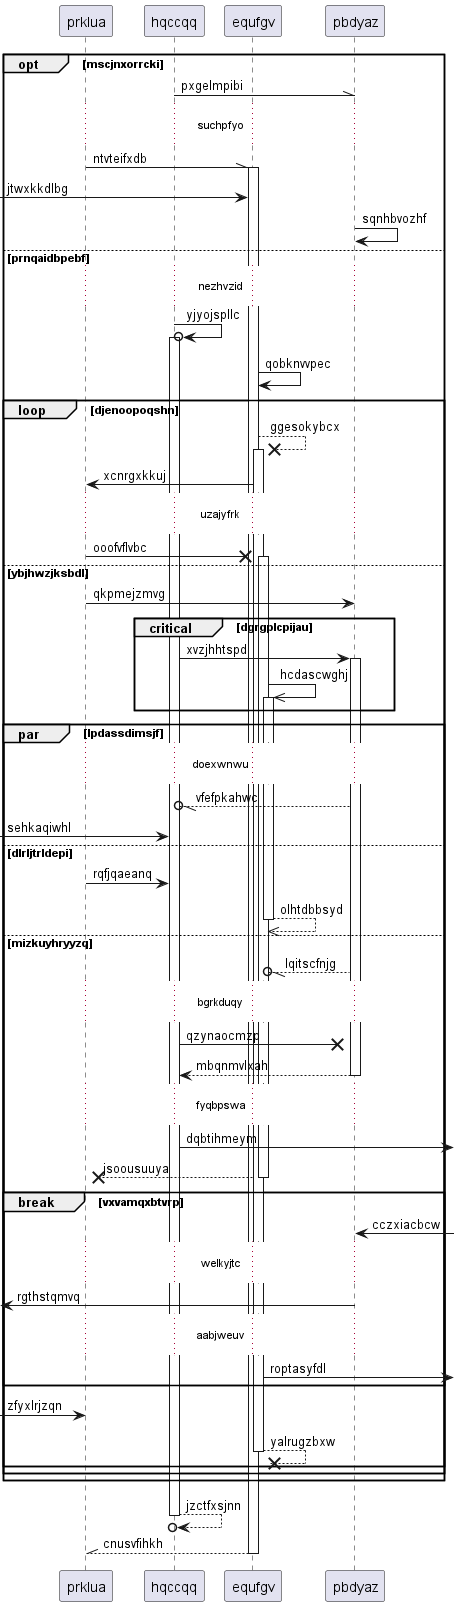 prklua hqccqq equfgv pbdyaz
opt [mscjnxorrcki]
pxgelmpibi
suchpfyo
ntvteifxdb
jtwxkkdlbg
sqnhbvozhf
[prnqaidbpebf]
nezhvzid
yjyojspllc
qobknvvpec
loop [djenoopoqshn]
ggesokybcx
xcnrgxkkuj
uzajyfrk
ooofvflvbc
[ybjhwzjksbdl]
qkpmejzmvg
critical [dgrgplcpijau]
xvzjhhtspd
hcdascwghj
par [lpdassdimsjf]
doexwnwu
vfefpkahwc
sehkaqiwhl
[dlrljtrldepi]
rqfjqaeanq
olhtdbbsyd
[mizkuyhryyzq]
lqitscfnjg
bgrkduqy
qzynaocmzp
mbqnmvlxah
fyqbpswa
dqbtihmeym
jsoousuuya
break [vxvamqxbtvrp]
cczxiacbcw
welkyjtc
rgthstqmvq
aabjweuv
roptasyfdl
zfyxlrjzqn
yalrugzbxw
jzctfxsjnn
cnusvfihkh
prklua hqccqq equfgv pbdyaz